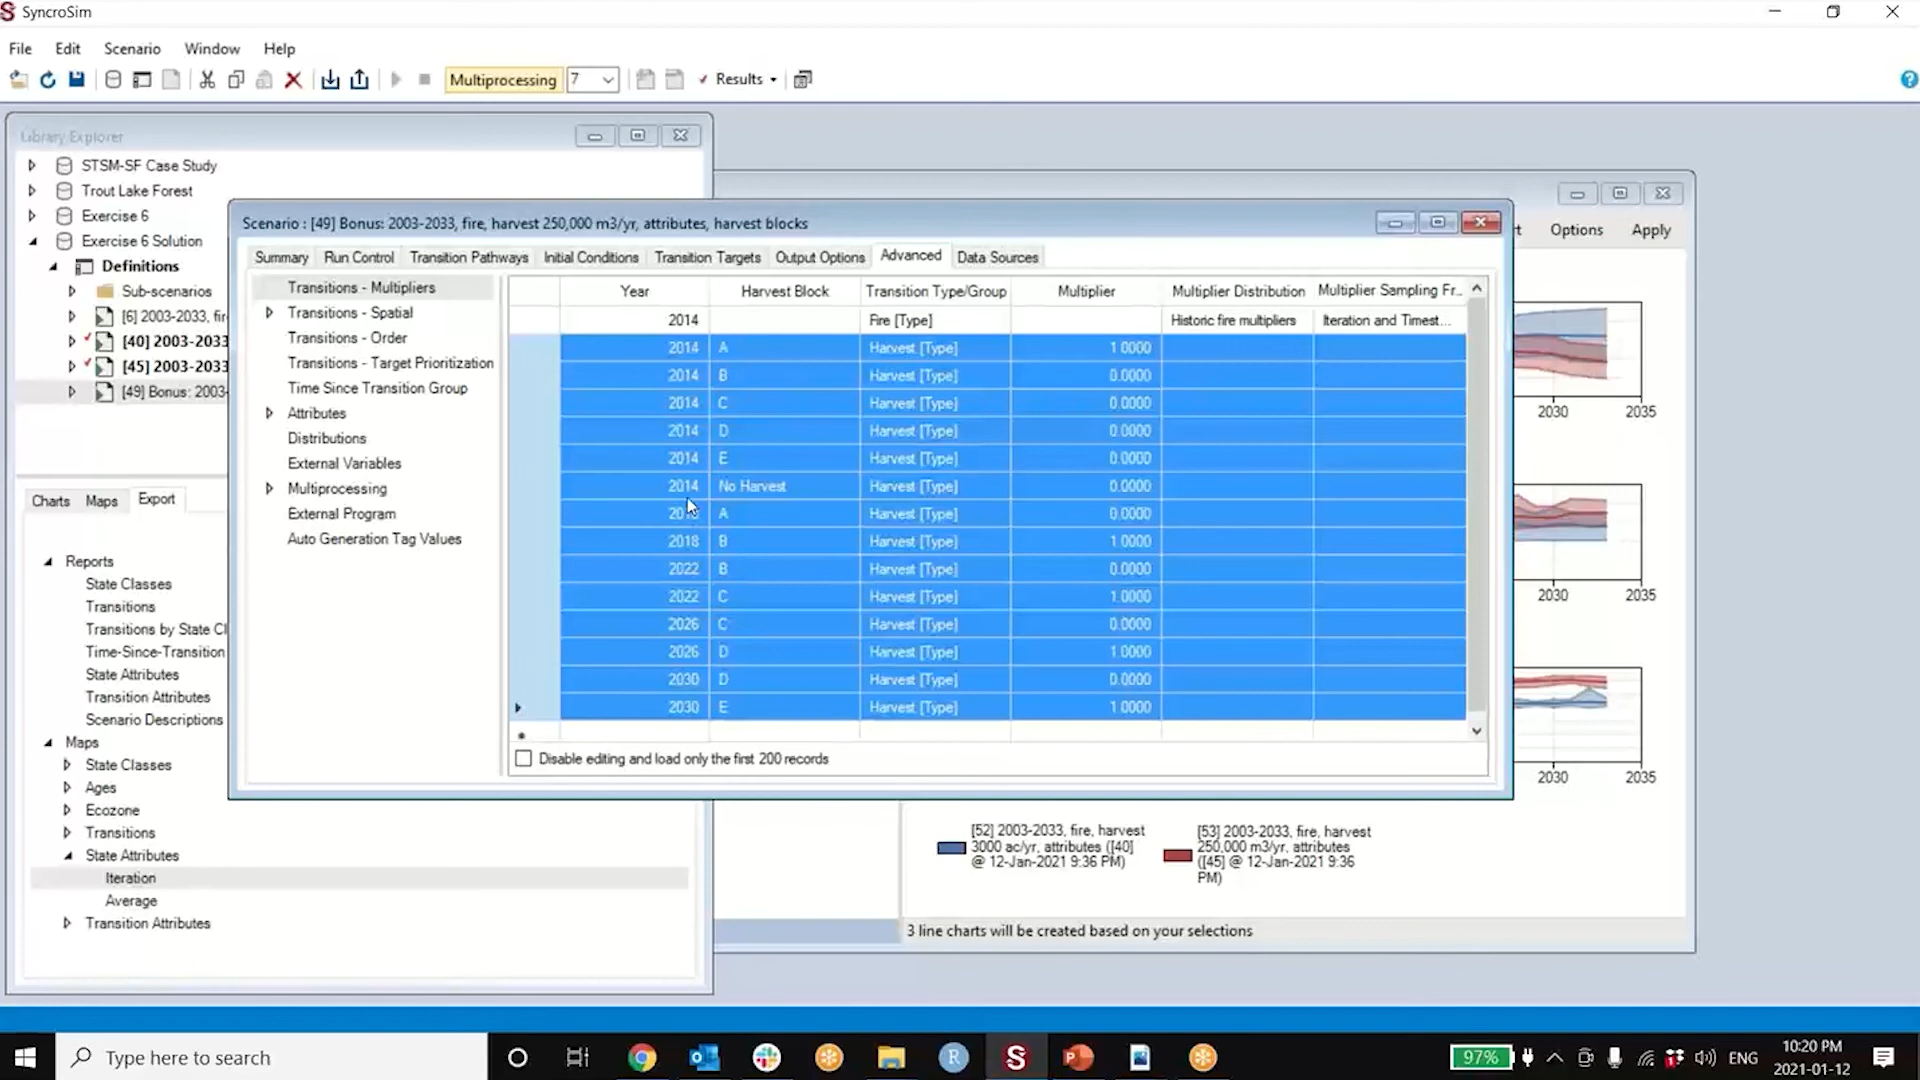 SyncroSim
File Edit Scenario Window Help
Multiprocessing 7 Results
Library Explorer
STSM-SF Case Study
Trout Lake Forest
Exercise 6
Exercise 6 Solution
Definitions
Sub-scenarios
[6] 2003-2033, fir
[40] 2003-2033
[45] 2003-2033
[49] Bonus: 2003-
Charts Maps Export
Reports
State Classes
Transitions
Transitions by State Cl
Time-Since-Transition
State Attributes
Transition Attributes
Scenario Descriptions
Maps
State Classes
Ages
Ecozone
Transitions
State Attributes
Iteration
Average
Transition Attributes
Scenario : [49] Bonus: 2003-2033, fire, harvest 250,000 m3/yr, attributes, harvest blocks
Summary Run Control Transition Pathways Initial Conditions Transition Targets Output Options Advanced Data Sources
Transitions - Multipliers
Transitions - Spatial
Transitions - Order
Transitions - Target Prioritization
Time Since Transition Group
Attributes
Distributions
External Variables
Multiprocessing
External Program
Auto Generation Tag Values
Year Harvest Block Transition Type/Group Multiplier Multiplier Distribution Multiplier Sampling Fr...
2014 Fire [Type] Historic fire multipliers Iteration and Timest...
2014 A Harvest [Type] 1.0000
2014 B Harvest [Type] 0.0000
2014 C Harvest [Type] 0.0000
2014 D Harvest [Type] 0.0000
2014 E Harvest [Type] 0.0000
2014 No Harvest Harvest [Type] 0.0000
2018 A Harvest [Type] 0.0000
2018 B Harvest [Type] 1.0000
2022 B Harvest [Type] 0.0000
2022 C Harvest [Type] 1.0000
2026 C Harvest [Type] 0.0000
2026 D Harvest [Type] 1.0000
2030 D Harvest [Type] 0.0000
2030 E Harvest [Type] 1.0000
Disable editing and load only the first 200 records
rt Options Apply
2030 2035
2030 2035
2030 2035
[52] 2003-2033, fire, harvest
3000 ac/yr, attributes ([40]
@ 12-Jan-2021 9:36 PM)
[53] 2003-2033, fire, harvest
250,000 m3/yr, attributes
([45] @ 12-Jan-2021 9:36
PM)
3 line charts will be created based on your selections
Type here to search
97%
ENG
10:20 PM
2021-01-12